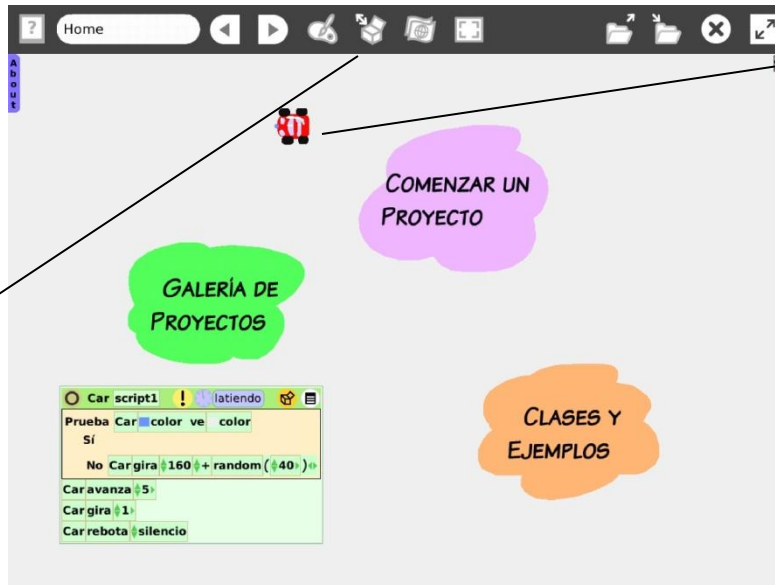 ?
Home
About
COMENZAR UN
PROYECTO
GALERÍA DE
PROYECTOS
Car script1 ! latiendo
Prueba Car color ve color
Sí
No Car gira 160 + random ( 40 )
Car avanza 5
Car gira 1
Car rebota silencio
CLASES Y
EJEMPLOS